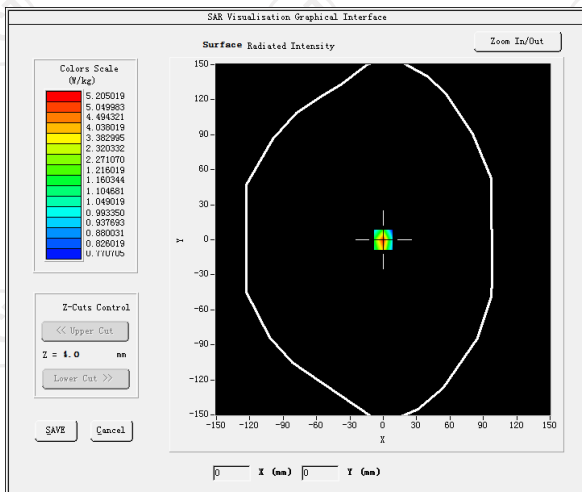 SAR Visualisation Graphical Interface
Surface Radiated Intensity
Zoom In/Out
Colors Scale
(W/kg)
5.205019
5.049983
4.494321
4.038019
3.382995
2.320332
2.271070
1.216019
1.160344
1.104681
1.049019
0.993350
0.937693
0.880031
0.826019
0.770705
Z-Cuts Control
<< Upper Cut
Z = 4.0 mm
Lower Cut >>
SAVE
Cancel
150
120
90
60
30
0
-30
-60
-90
-120
-150
Y
-150 -120 -90 -60 -30 0 30 60 90 120 150
X
0 X (mm) 0 Y (mm)